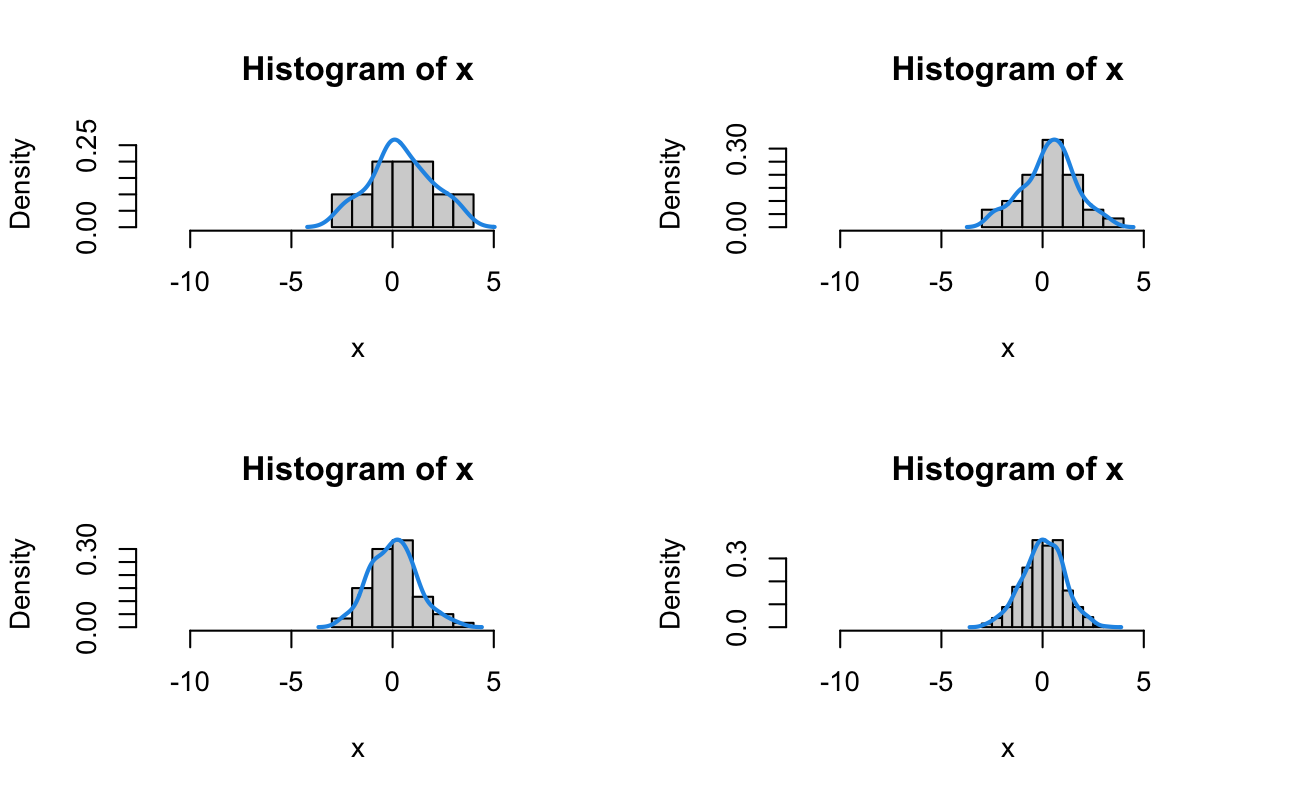 Histogram of x
Density
0.00 0.25
-10 -5 0 5
x
Histogram of x
Density
0.00 0.30
-10 -5 0 5
x
Histogram of x
Density
0.00 0.30
-10 -5 0 5
x
Histogram of x
Density
0.0 0.3
-10 -5 0 5
x